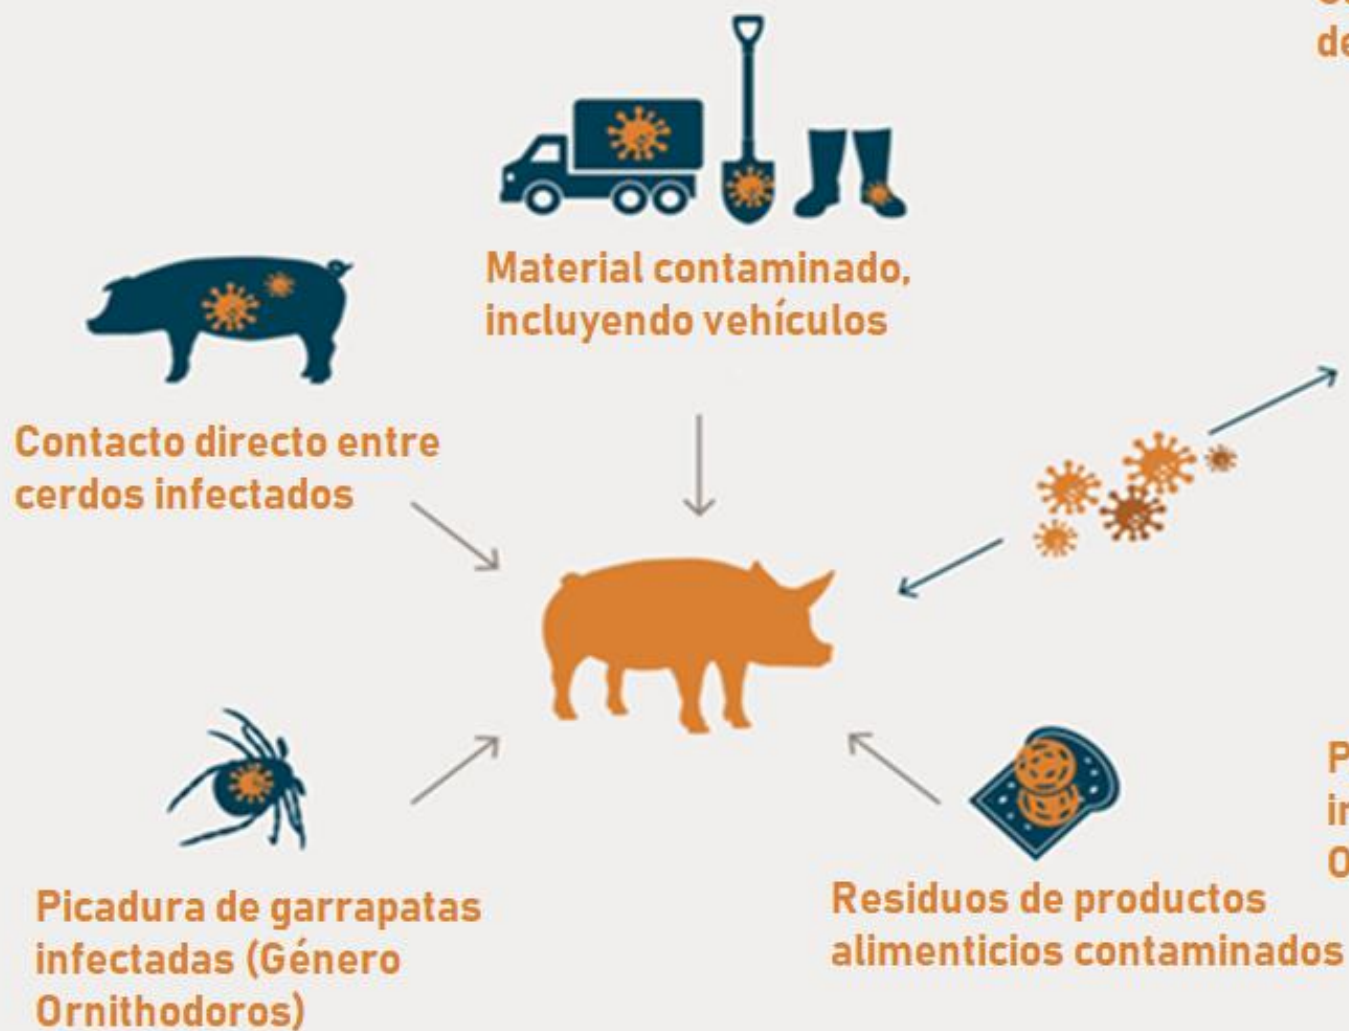 de
Material contaminado,
incluyendo vehículos
Contacto directo entre
cerdos infectados
Picadura de garrapatas
infectadas (Género
Ornithodoros)
Residuos de productos
alimenticios contaminados